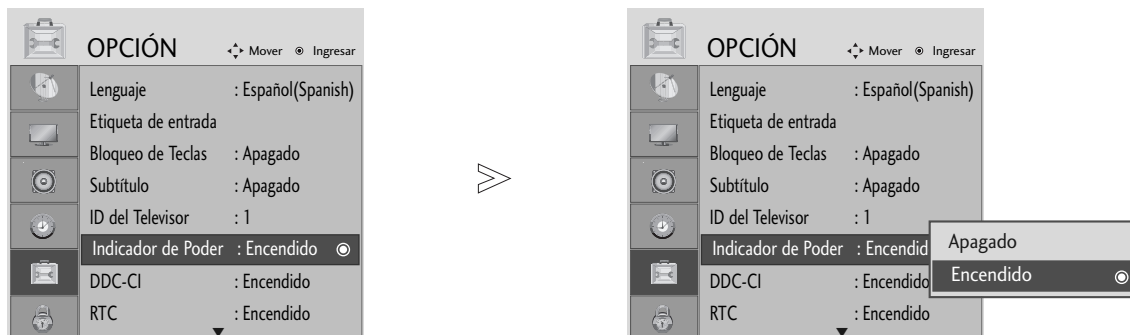 OPCIÓN Mover Ingresar
Lenguaje : Español(Spanish)
Etiqueta de entrada
Bloqueo de Teclas : Apagado
Subtítulo : Apagado
ID del Televisor : 1
Indicador de Poder : Encendido
DDC-CI : Encendido
RTC : Encendido
OPCIÓN Mover Ingresar
Lenguaje : Español(Spanish)
Etiqueta de entrada
Bloqueo de Teclas : Apagado
Subtítulo : Apagado
ID del Televisor : 1
Indicador de Poder : Encendid
DDC-CI : Encendido
RTC : Encendido
Apagado
Encendido